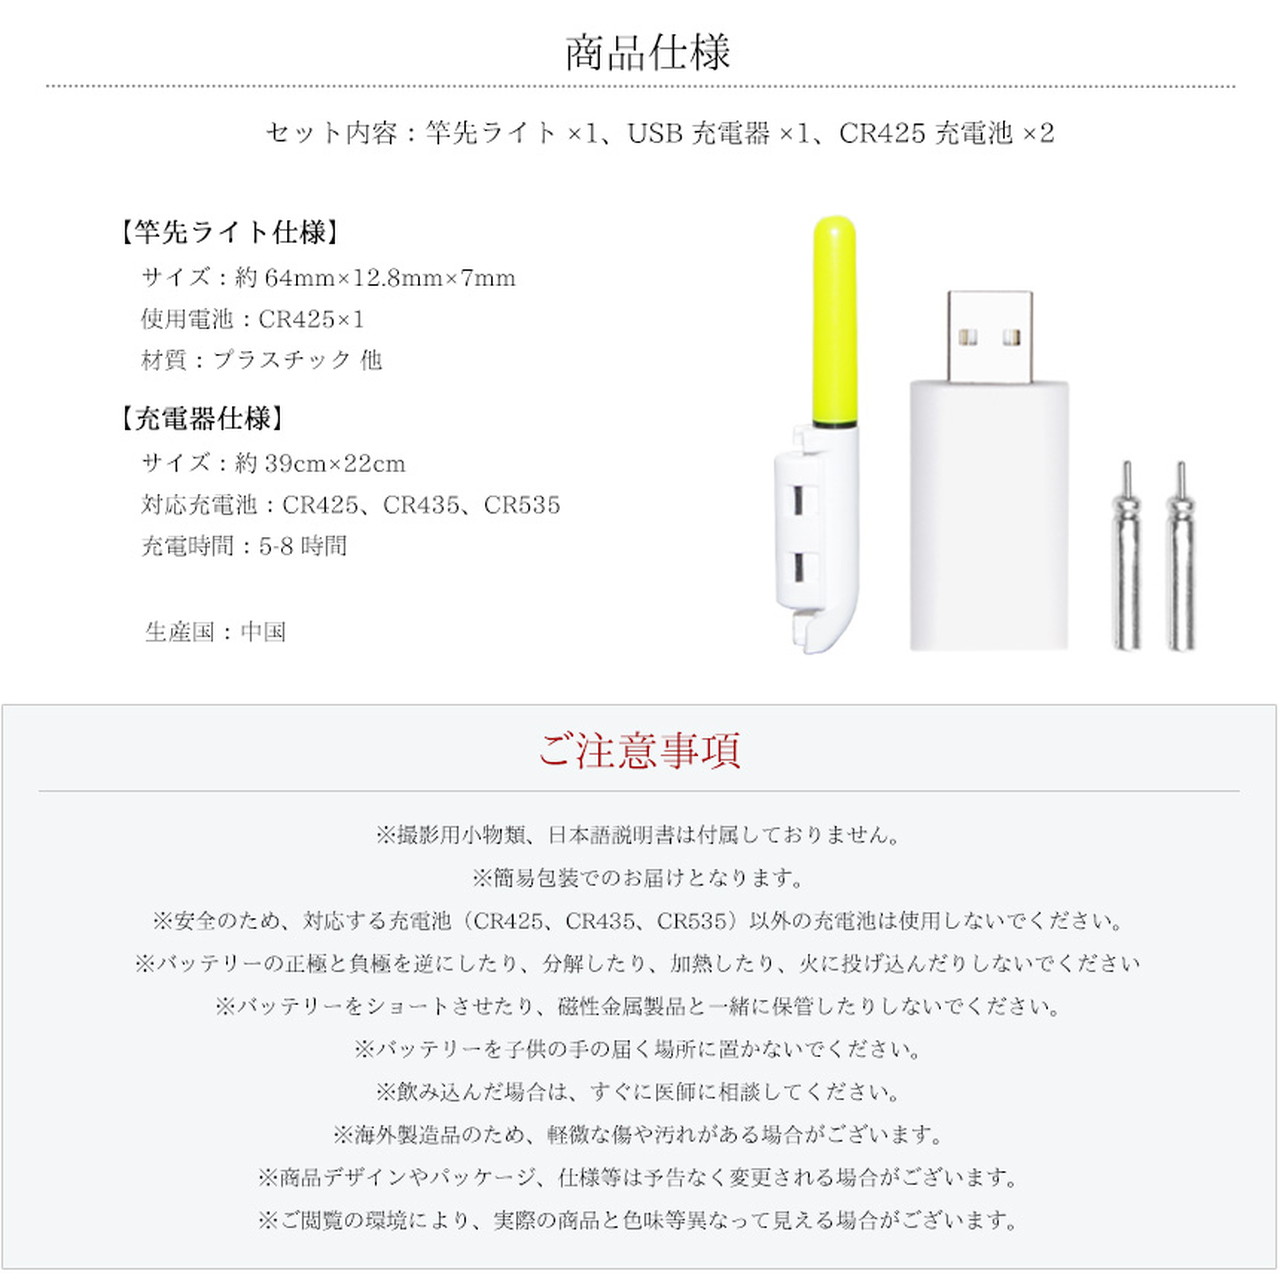 商品仕様
セット内容：竿先ライト ×1、USB 充電器 ×1、CR425 充電池 ×2
【竿先ライト仕様】
サイズ：約 64mm×12.8mm×7mm
使用電池：CR425×1
材質：プラスチック 他
【充電器仕様】
サイズ：約 39cm×22cm
対応充電池：CR425、CR435、CR535
充電時間：5-8 時間
生産国：中国
ご注意事項
※撮影用小物類、日本語説明書は付属しておりません。
※簡易包装でのお届けとなります。
※安全のため、対応する充電池（CR425、CR435、CR535）以外の充電池は使用しないでください。
※バッテリーの正極と負極を逆にしたり、分解したり、加熱したり、火に投げ込んだりしないでください
※バッテリーをショートさせたり、磁性金属製品と一緒に保管したりしないでください。
※バッテリーを子供の手の届く場所に置かないでください。
※飲み込んだ場合は、すぐに医師に相談してください。
※海外製造品のため、軽微な傷や汚れがある場合がございます。
※商品デザインやパッケージ、仕様等は予告なく変更される場合がございます。
※ご閲覧の環境により、実際の商品と色味等異なって見える場合がございます。